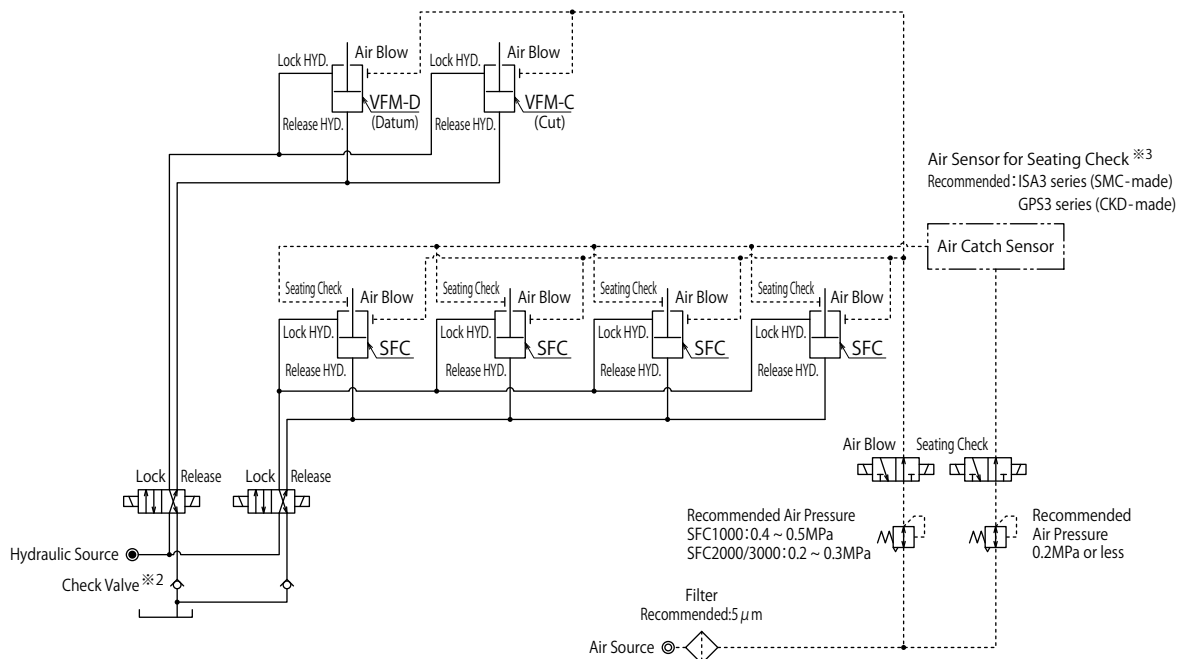 Lock HYD.
Air Blow
Lock HYD.
Air Blow
VFM-D
(Datum)
VFM-C
(Cut)
Release HYD.
Release HYD.
Air Sensor for Seating Check ※3
Recommended：ISA3 series (SMC-made)
GPS3 series (CKD-made)
Air Catch Sensor
Seating Check
Air Blow
Seating Check
Air Blow
Seating Check
Air Blow
Seating Check
Air Blow
Lock HYD.
SFC
Lock HYD.
SFC
Lock HYD.
SFC
Lock HYD.
SFC
Release HYD.
Release HYD.
Release HYD.
Release HYD.
Air Blow
Seating Check
Lock
Release
Lock
Release
Recommended Air Pressure
SFC1000：0.4 ~ 0.5MPa
SFC2000/3000：0.2 ~ 0.3MPa
Recommended
Air Pressure
0.2MPa or less
Hydraulic Source
Check Valve ※2
Filter
Recommended:5μm
Air Source